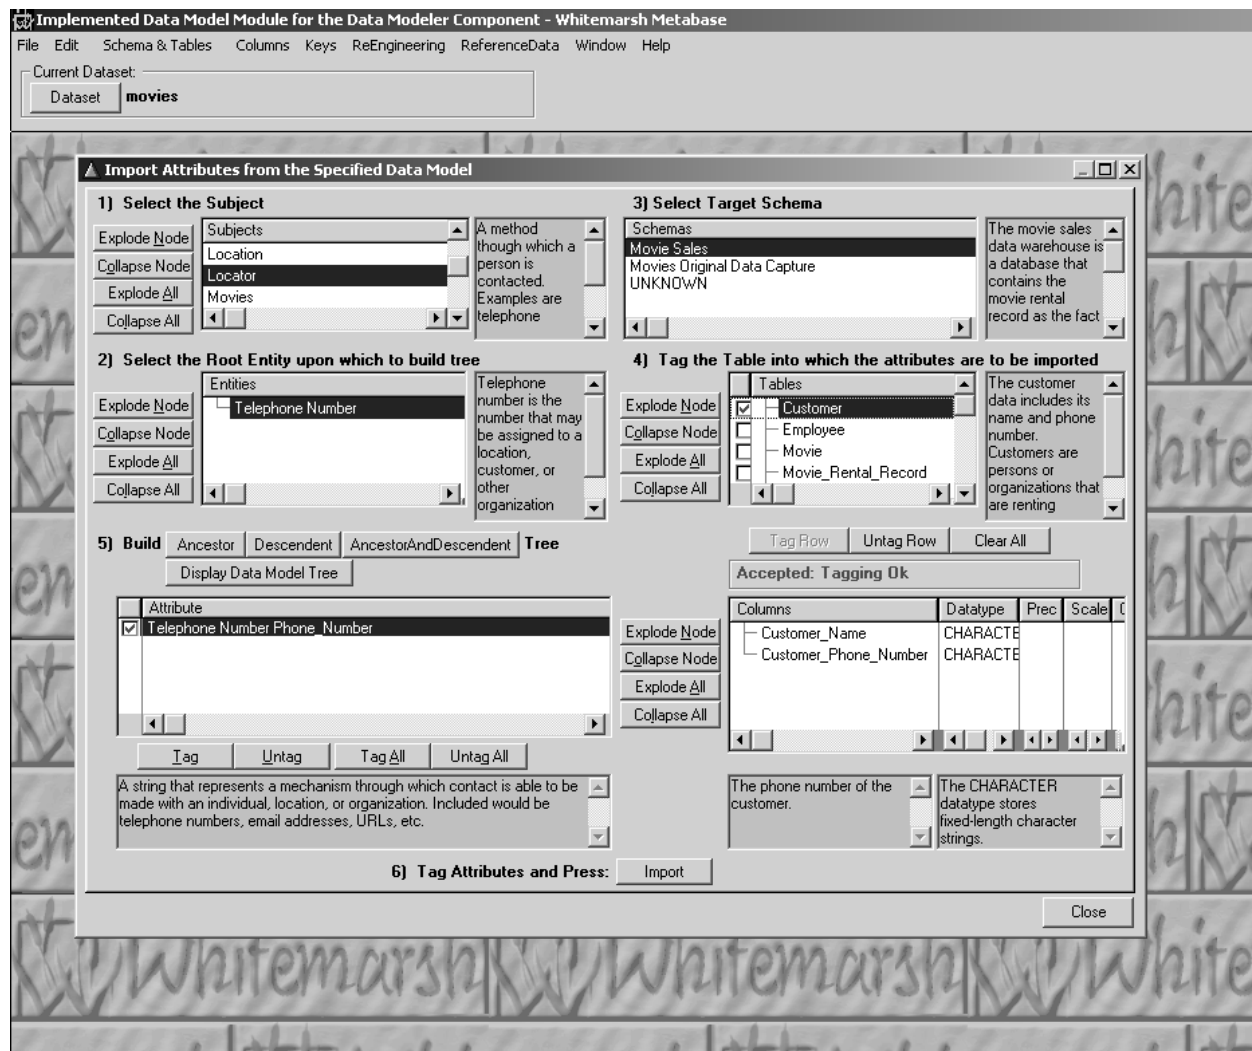 Implemented Data Model Module for the Data Modeler Component - Whitemarsh Metabase
File Edit Schema & Tables Columns Keys ReEngineering ReferenceData Window Help
Current Dataset:
Dataset movies
Import Attributes from the Specified Data Model
1) Select the Subject
Explode Node
Collapse Node
Explode All
Collapse All
Subjects
Location
Locator
Movies
A method
though which a
person is
contacted.
Examples are
telephone
3) Select Target Schema
Schemas
Movie Sales
Movies Original Data Capture
UNKNOWN
The movie sales
data warehouse is
a database that
contains the
movie rental
record as the fact
2) Select the Root Entity upon which to build tree
Explode Node
Collapse Node
Explode All
Collapse All
Entities
Telephone Number
Telephone
number is the
number that may
be assigned to a
location,
customer, or
other
organization
4) Tag the Table into which the attributes are to be imported
Explode Node
Collapse Node
Explode All
Collapse All
Tables
Customer
Employee
Movie
Movie_Rental_Record
The customer
data includes its
name and phone
number.
Customers are
persons or
organizations that
are renting
Tag Row Untag Row Clear All
Accepted: Tagging Ok
5) Build Ancestor Descendent AncestorAndDescendent Tree
Display Data Model Tree
Attribute
Telephone Number Phone_Number
Tag Untag Tag All Untag All
A string that represents a mechanism through which contact is able to be
made with an individual, location, or organization. Included would be
telephone numbers, email addresses, URLs, etc.
Explode Node
Collapse Node
Explode All
Collapse All
Columns Datatype Prec Scale
Customer_Name CHARACTE
Customer_Phone_Number CHARACTE
The phone number of the
customer.
The CHARACTER
datatype stores
fixed-length character
strings.
6) Tag Attributes and Press: Import
Close
Whitemarsh